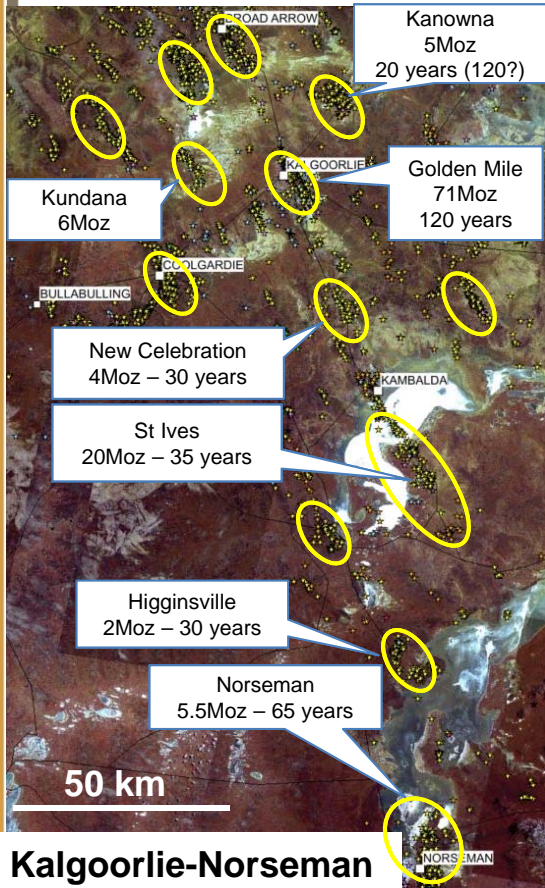 BROAD ARROW
Kanowna
5Moz
20 years (120?)
KALGOORLIE
Golden Mile
71Moz
120 years
Kundana
6Moz
COOLGARDIE
BULLABULLING
New Celebration
4Moz – 30 years
KAMBALDA
St Ives
20Moz – 35 years
Higginsville
2Moz – 30 years
Norseman
5.5Moz – 65 years
50 km
Kalgoorlie-Norseman
NORSEMAN